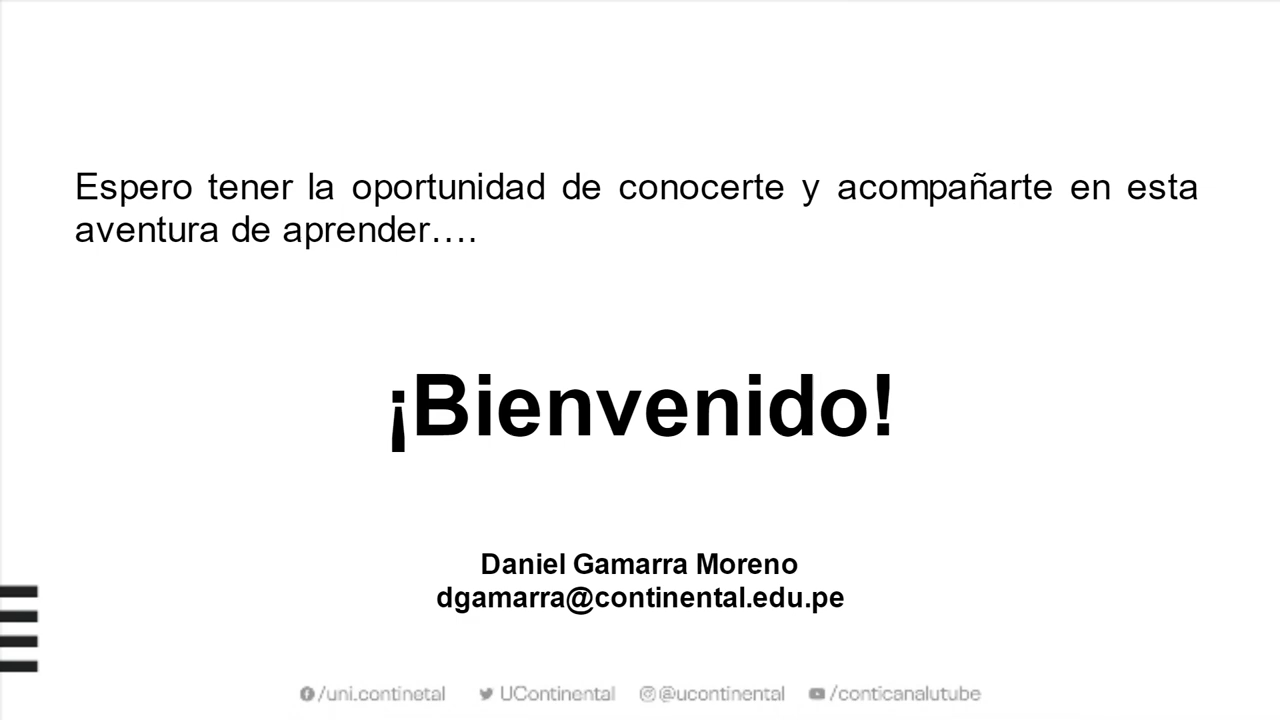 Espero tener la oportunidad de conocerte y acompañarte en esta
aventura de aprender….
¡Bienvenido!
Daniel Gamarra Moreno
dgamarra@continental.edu.pe
/uni.continetal UContinental @ucontinental /conticanalutube